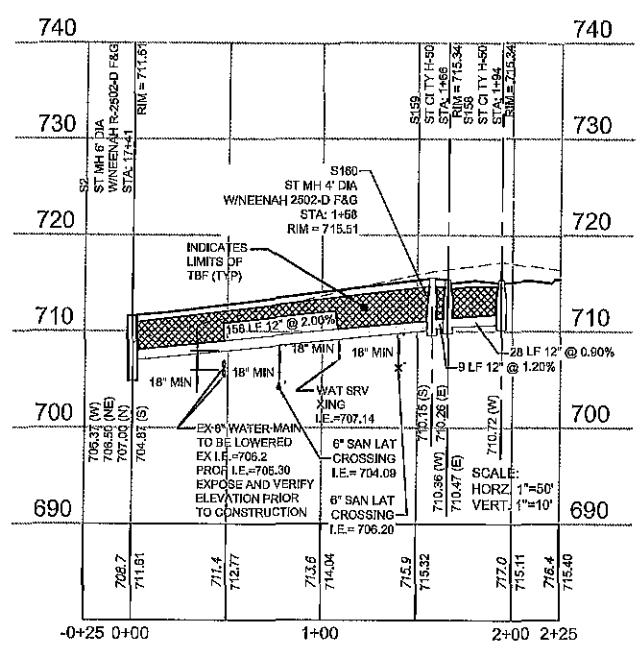 740
740
730
730
720
720
710
710
700
700
690
690
S2
ST MH 6' DIA
W/NEENAH R-2502-D F&G
STA: 17+41
RIM = 711.61
S159
ST CITY H-50
STA: 1+66
RIM = 715.34
S158
ST CITY H-50
STA: 1+94
RIM = 715.34
S160
ST MH 4' DIA
W/NEENAH 2502-D F&G
STA: 1+58
RIM = 715.51
INDICATES
LIMITS OF
TBF (TYP)
156 LF 12" @ 2.00%
28 LF 12" @ 0.90%
9 LF 12" @ 1.20%
18" MIN
18" MIN
18" MIN
18" MIN
WAT SRV
XING
I.E.=707.14
EX 6" WATER-MAIN
TO BE LOWERED
EX I.E.=706.2
PROP I.E.=705.30
EXPOSE AND VERIFY
ELEVATION PRIOR
TO CONSTRUCTION
6" SAN LAT
CROSSING
I.E.= 704.09
6" SAN LAT
CROSSING
I.E.= 706.20
705.37 (W)
706.50 (NE)
707.00 (N)
704.87 (S)
710.15 (S)
710.26 (E)
710.36 (W)
710.47 (E)
710.72 (W)
SCALE:
HORZ. 1"=50'
VERT. 1"=10'
708.7
711.61
711.4
712.77
713.6
714.04
715.9
715.32
717.0
715.11
716.4
715.40
-0+25 0+00 1+00 2+00 2+25